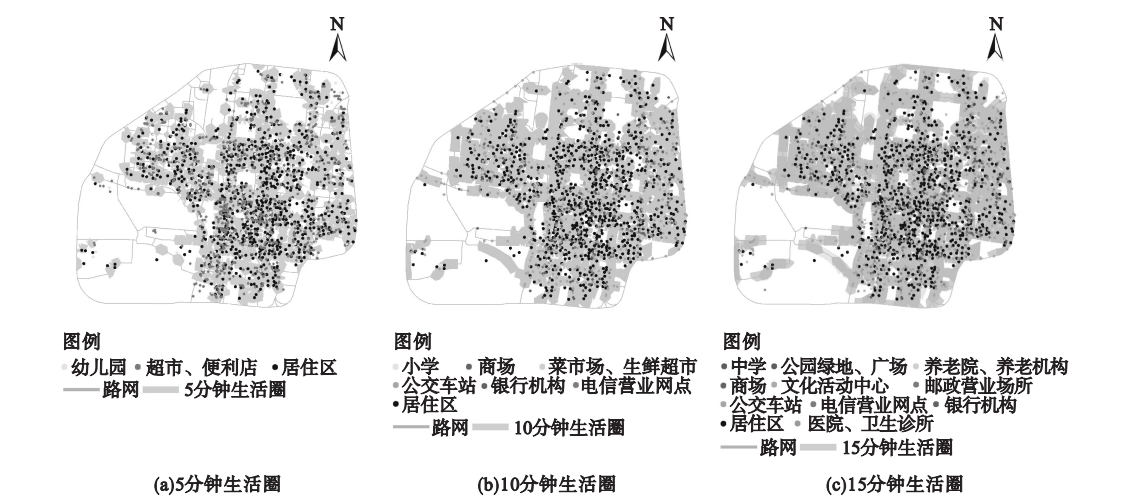 N
N
N
图例
幼儿园 超市、便利店 居住区
路网 5分钟生活圈
(a)5分钟生活圈
图例
小学 商场 菜市场、生鲜超市
公交车站 银行机构 电信营业网点
居住区
路网 10分钟生活圈
(b)10分钟生活圈
图例
中学 公园绿地、广场 养老院、养老机构
商场 文化活动中心 邮政营业场所
公交车站 电信营业网点 银行机构
居住区 医院、卫生诊所
路网 15分钟生活圈
(c)15分钟生活圈